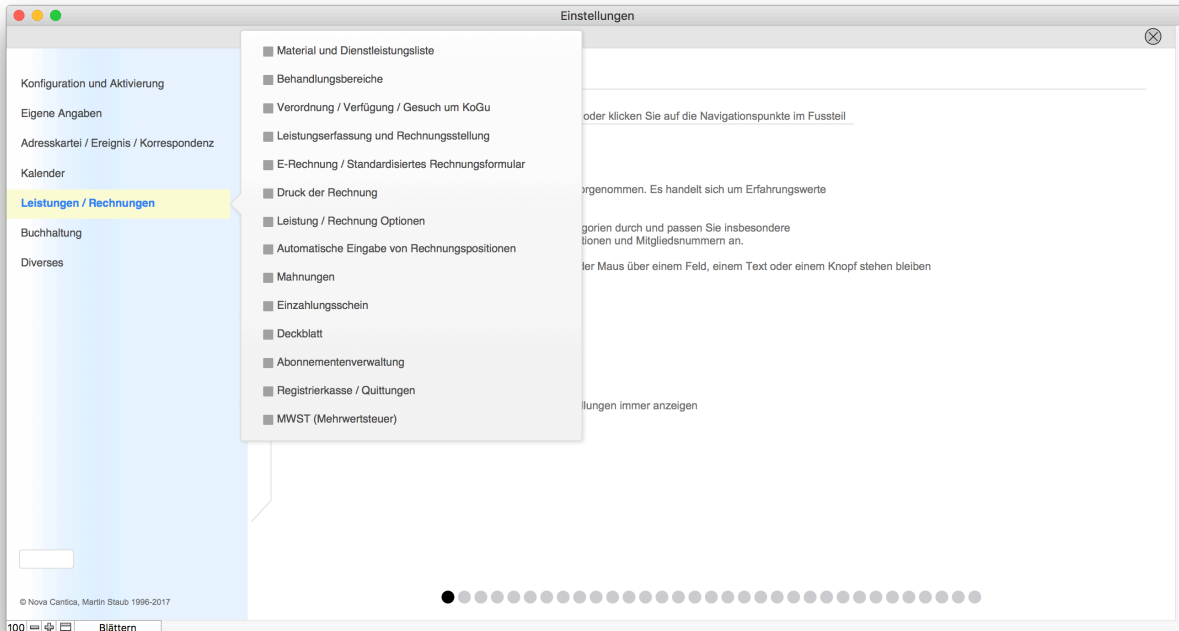 Einstellungen
Konfiguration und Aktivierung
Eigene Angaben
Adresskartei / Ereignis / Korrespondenz
Kalender
Leistungen / Rechnungen
Buchhaltung
Diverses
Material und Dienstleistungsliste
Behandlungsbereiche
Verordnung / Verfügung / Gesuch um KoGu
Leistungserfassung und Rechnungsstellung
E-Rechnung / Standardisiertes Rechnungsformular
Druck der Rechnung
Leistung / Rechnung Optionen
Automatische Eingabe von Rechnungspositionen
Mahnungen
Einzahlungsschein
Deckblatt
Abonnementenverwaltung
Registrierkasse / Quittungen
MWST (Mehrwertsteuer)
oder klicken Sie auf die Navigationspunkte im Fussteil
orgenommen. Es handelt sich um Erfahrungswerte
gorien durch und passen Sie insbesondere
tionen und Mitgliedsnummern an.
der Maus über einem Feld, einem Text oder einem Knopf stehen bleiben
llungen immer anzeigen
© Nova Cantica, Martin Staub 1996-2017
100
Blättern